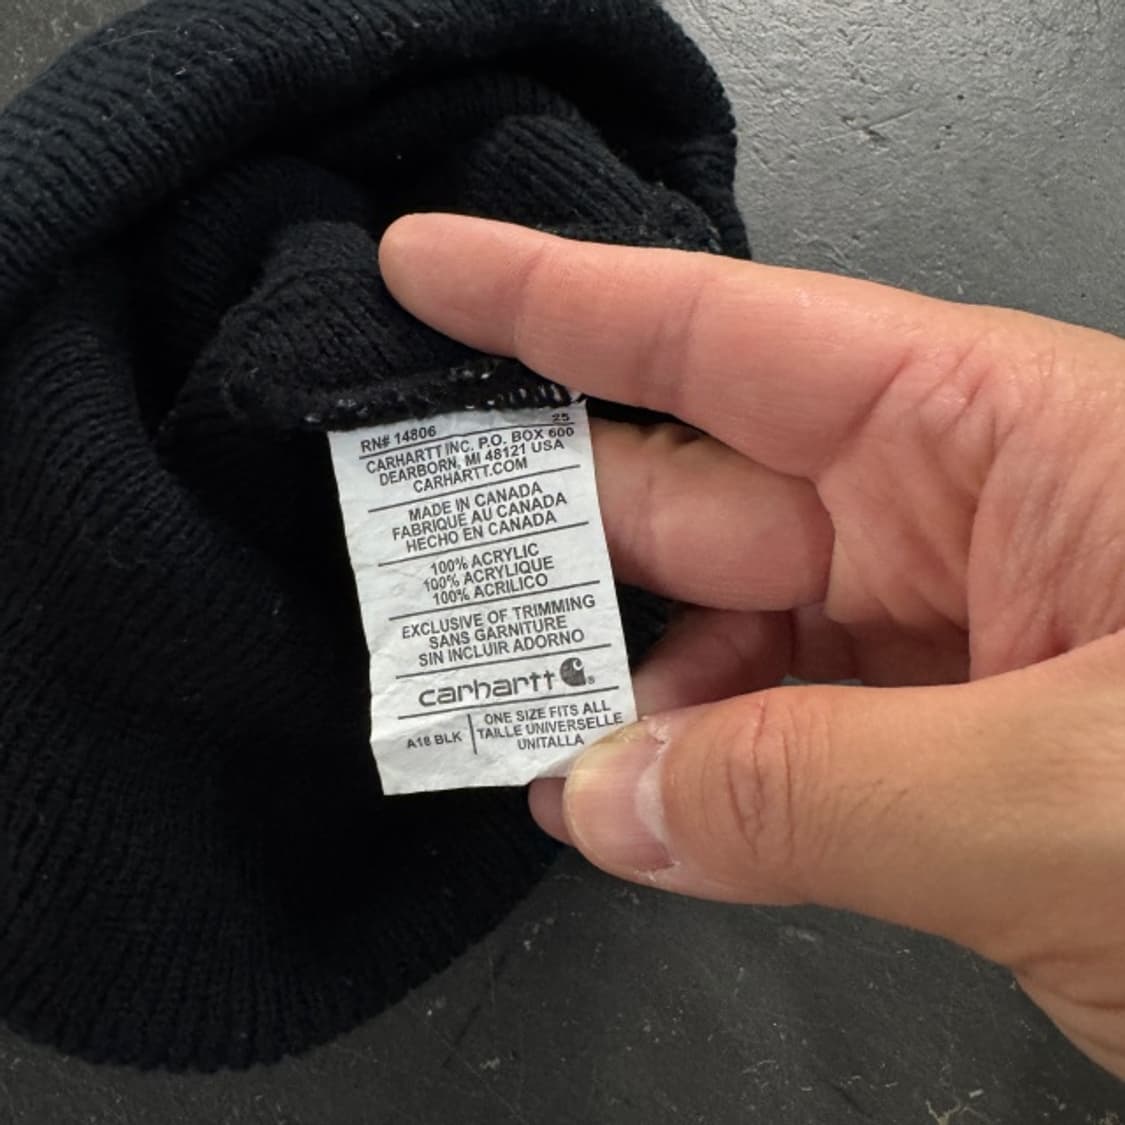 RN# 14806 25
CARHARTT INC. P.O. BOX 600
DEARBORN, MI 48121 USA
CARHARTT.COM
MADE IN CANADA
FABRIQUE AU CANADA
HECHO EN CANADA
100% ACRYLIC
100% ACRYLIQUE
100% ACRILICO
EXCLUSIVE OF TRIMMING
SANS GARNITURE
SIN INCLUIR ADORNO
carhartt ®
A18 BLK
ONE SIZE FITS ALL
TAILLE UNIVERSELLE
UNITALLA